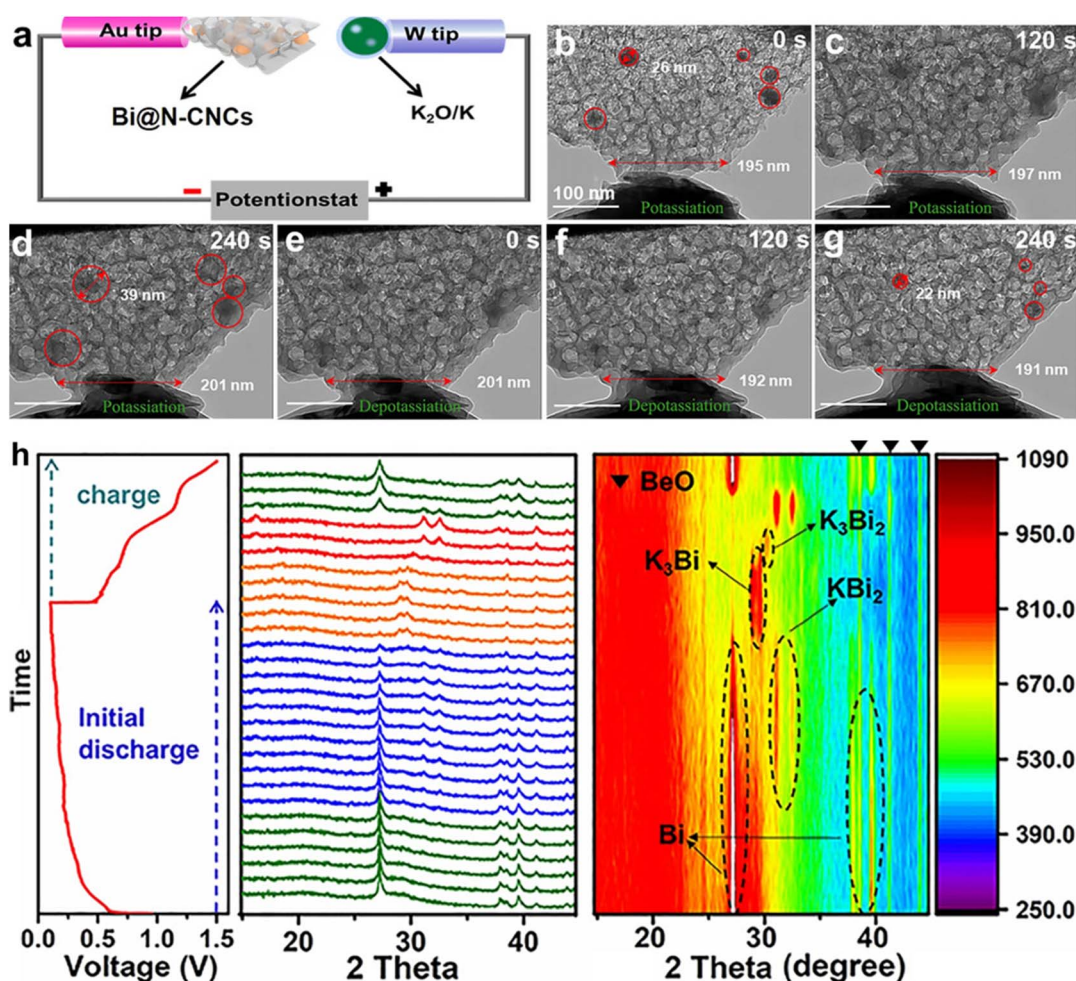 a
Au tip
W tip
Bi@N-CNCs
K₂O/K
− +
Potentionstat
b
0 s
26 nm
195 nm
100 nm
Potassiation
c
120 s
197 nm
Potassiation
d
240 s
39 nm
201 nm
Potassiation
e
0 s
201 nm
Depotassiation
f
120 s
192 nm
Depotassiation
g
240 s
22 nm
191 nm
Depotassiation
h
Time
charge
Initial
discharge
0.0 0.5 1.0 1.5
Voltage (V)
20 30 40
2 Theta
▼ BeO
K₃Bi₂
K₃Bi
KBi₂
Bi
20 30 40
2 Theta (degree)
1090
950.0
810.0
670.0
530.0
390.0
250.0